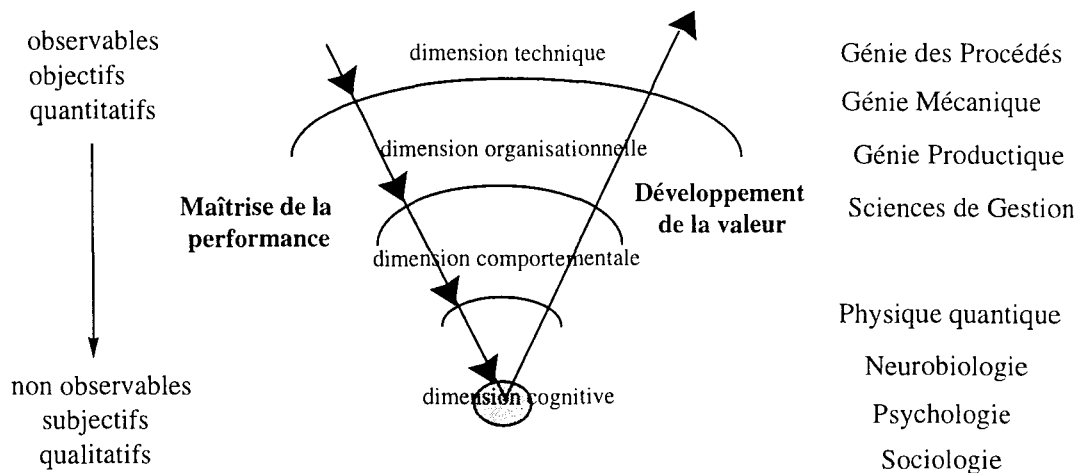 observables
objectifs
quantitatifs
non observables
subjectifs
qualitatifs
Maîtrise de la
performance
dimension technique
dimension organisationnelle
dimension comportementale
dimension cognitive
Développement
de la valeur
Génie des Procédés
Génie Mécanique
Génie Productique
Sciences de Gestion
Physique quantique
Neurobiologie
Psychologie
Sociologie